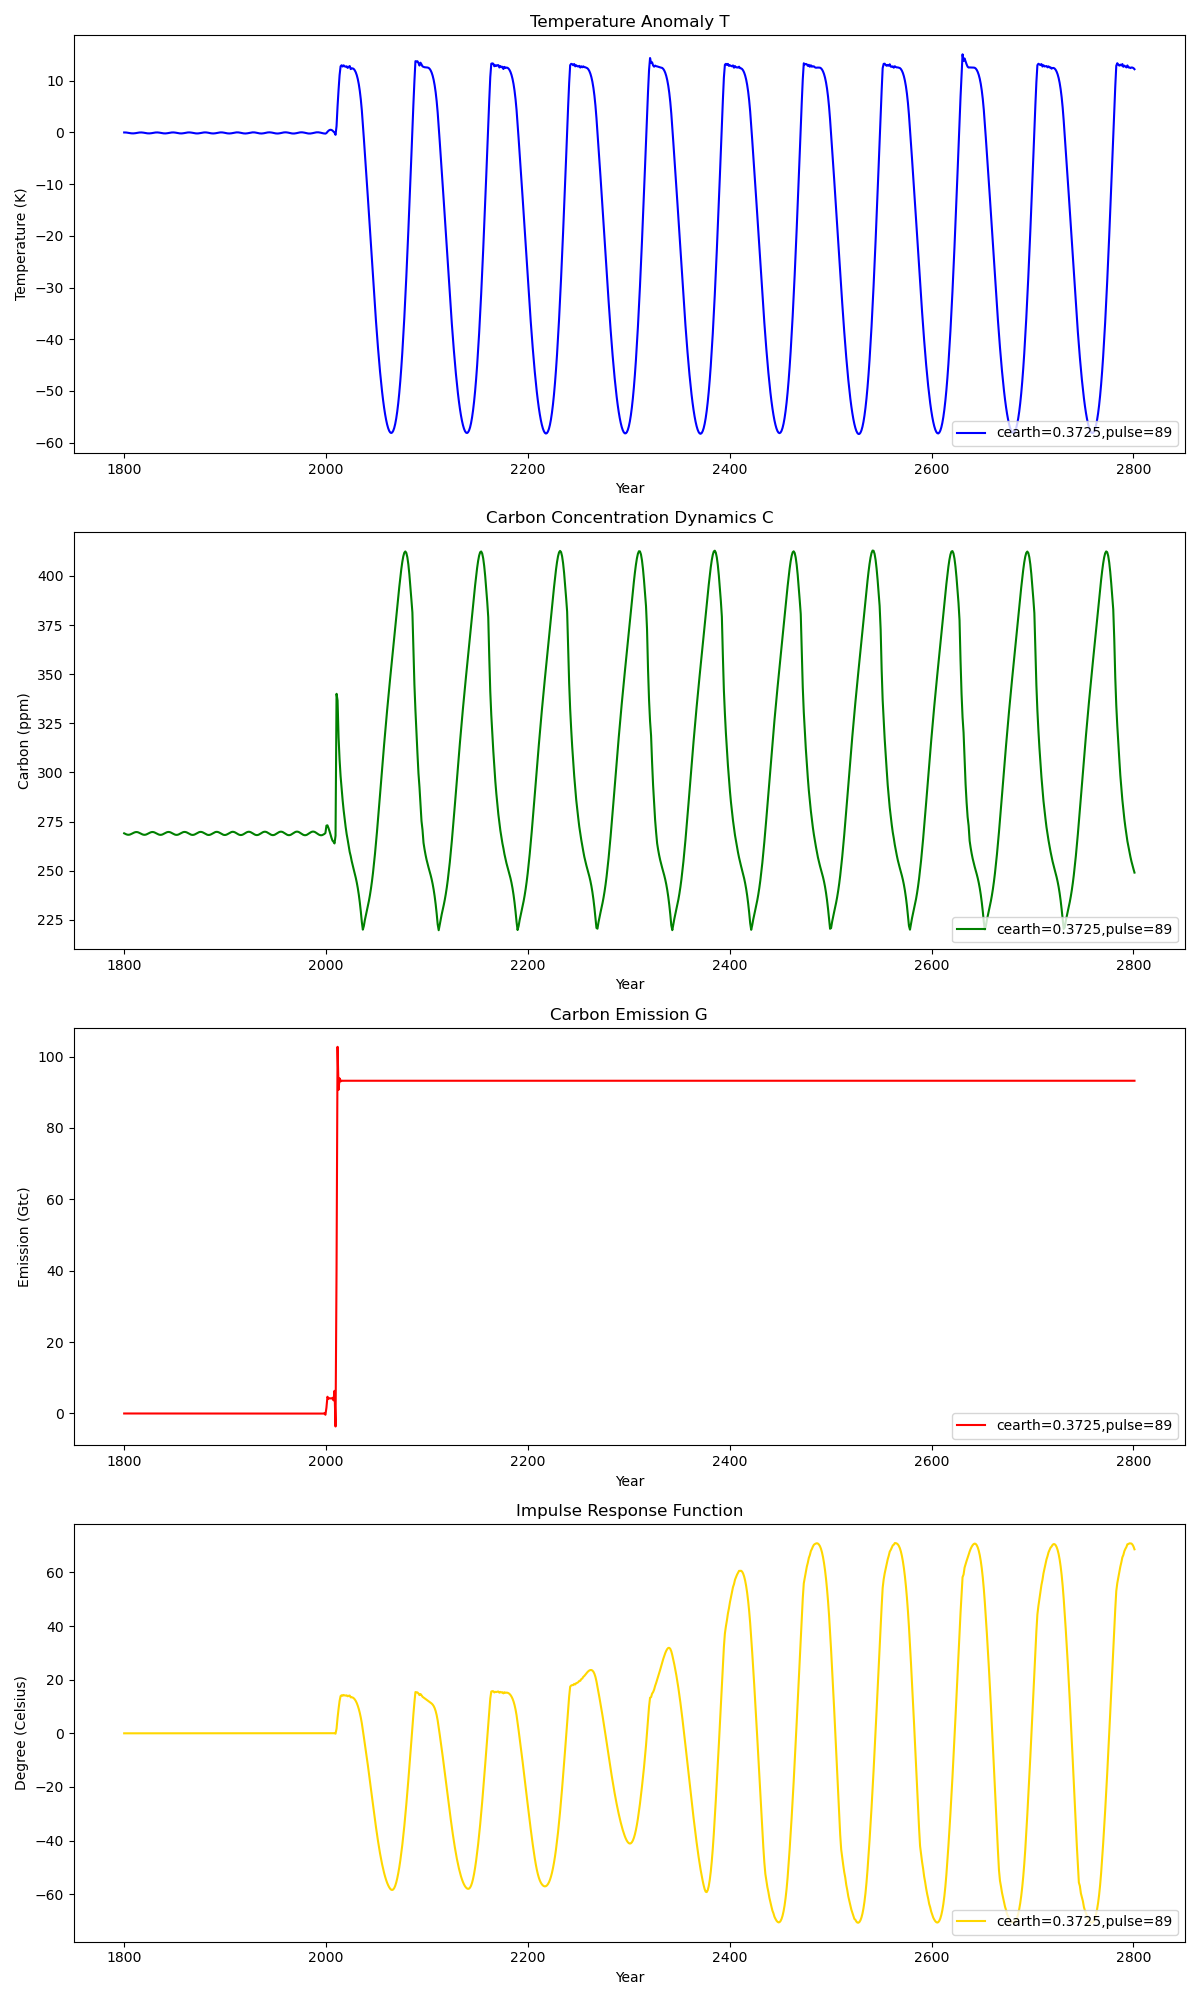 Temperature Anomaly T
10
0
−10
−20
−30
−40
−50
−60
Temperature (K)
cearth=0.3725,pulse=89
1800 2000 2200 2400 2600 2800
Year
Carbon Concentration Dynamics C
400
375
350
325
300
275
250
225
Carbon (ppm)
cearth=0.3725,pulse=89
1800 2000 2200 2400 2600 2800
Year
Carbon Emission G
100
80
60
40
20
0
Emission (Gtc)
cearth=0.3725,pulse=89
1800 2000 2200 2400 2600 2800
Year
Impulse Response Function
60
40
20
0
−20
−40
−60
Degree (Celsius)
cearth=0.3725,pulse=89
1800 2000 2200 2400 2600 2800
Year